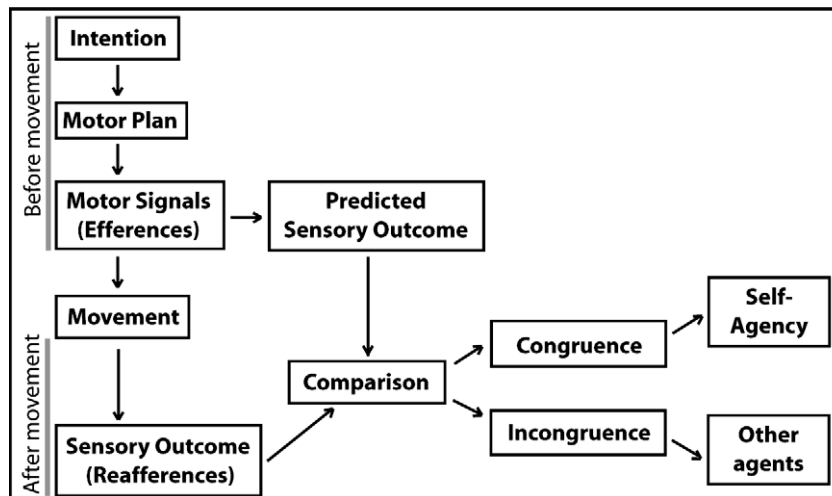 Before movement
After movement
Intention
Motor Plan
Motor Signals
(Efferences)
Predicted
Sensory Outcome
Movement
Comparison
Sensory Outcome
(Reafferences)
Congruence
Self-
Agency
Incongruence
Other
agents